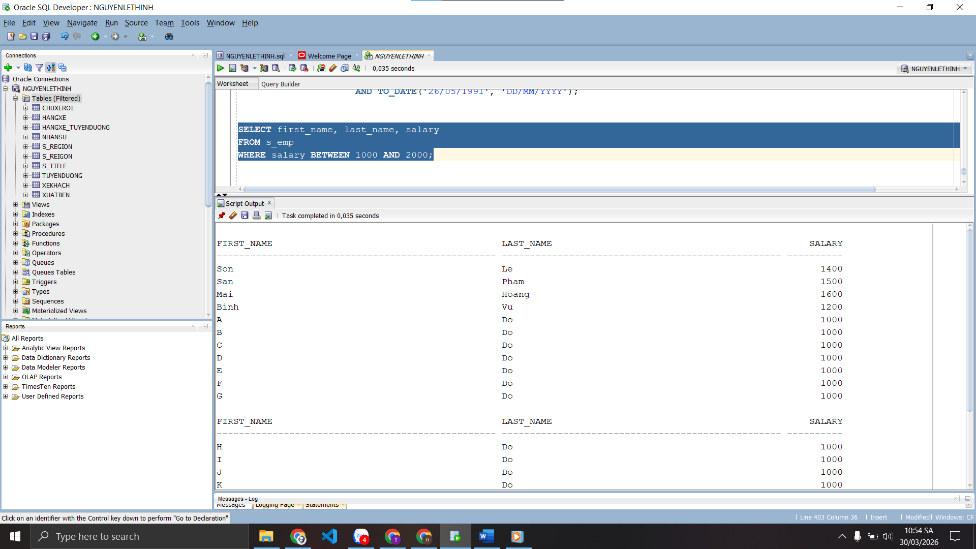 Oracle SQL Developer : NGUYENLETHINH
File Edit View Navigate Run Source Team Tools Window Help
Connections
Oracle Connections
NGUYENLETHINH
Tables (Filtered)
CHUXEROI
HANGXE
HANGXE_TUYENDUONG
NHANSU
S_REGION
S_REIGON
S_TITLE
TUYENDUONG
XEKHACH
XUATBEN
Views
Indexes
Packages
Procedures
Functions
Operators
Queues
Queues Tables
Triggers
Types
Sequences
Materialized Views
Reports
All Reports
Analytic View Reports
Data Dictionary Reports
Data Modeler Reports
OLAP Reports
TimesTen Reports
User Defined Reports
NGUYENLETHINH.sql Welcome Page NGUYENLETHINH
0,035 seconds NGUYENLETHINH
Worksheet Query Builder
AND TO_DATE('26/05/1991', 'DD/MM/YYYY');
SELECT first_name, last_name, salary
FROM s_emp
WHERE salary BETWEEN 1000 AND 2000;
Script Output
Task completed in 0,035 seconds
FIRST_NAME LAST_NAME SALARY
Son Le 1400
San Pham 1500
Mai Hoang 1600
Binh Vu 1200
A Do 1000
B Do 1000
C Do 1000
D Do 1000
E Do 1000
F Do 1000
G Do 1000
FIRST_NAME LAST_NAME SALARY
H Do 1000
I Do 1000
J Do 1000
K Do 1000
Messages - Log
Messages Logging Page Statements
Click on an identifier with the Control key down to perform "Go to Declaration"
Line 403 Column 36 Insert Modified Windows: CR
Type here to search
10:54 SA
30/03/2026